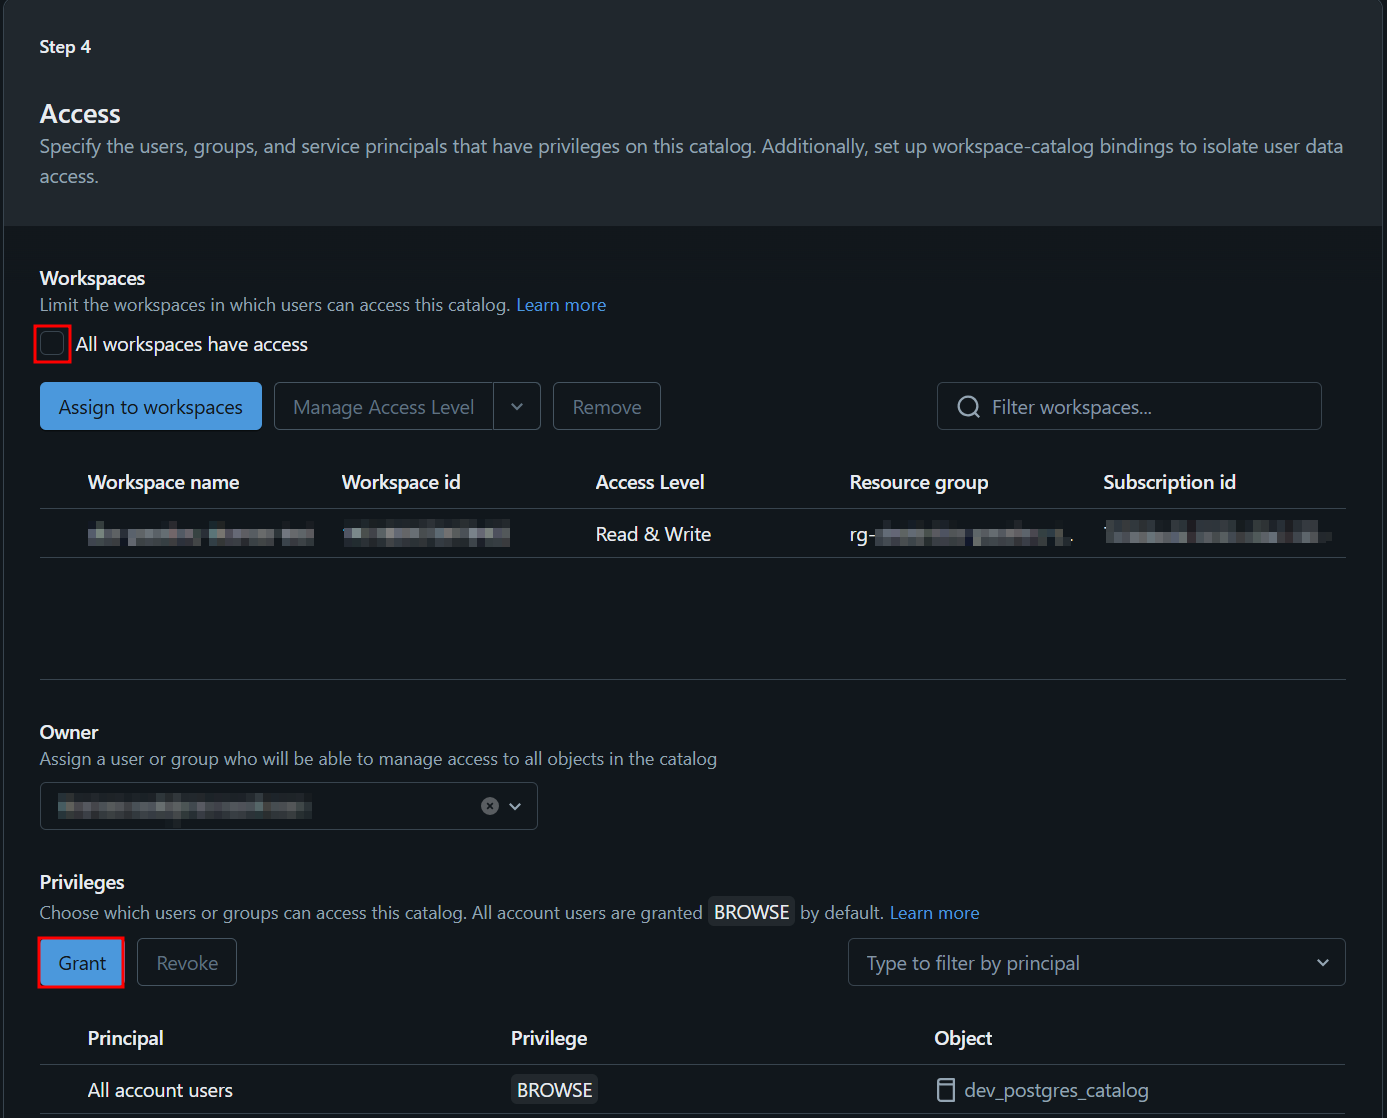 Step 4
Access
Specify the users, groups, and service principals that have privileges on this catalog. Additionally, set up workspace-catalog bindings to isolate user data
access.
Workspaces
Limit the workspaces in which users can access this catalog. Learn more
All workspaces have access
Assign to workspaces Manage Access Level Remove Filter workspaces...
Workspace name Workspace id Access Level Resource group Subscription id
Read & Write rg-
Owner
Assign a user or group who will be able to manage access to all objects in the catalog
Privileges
Choose which users or groups can access this catalog. All account users are granted BROWSE by default. Learn more
Grant Revoke Type to filter by principal
Principal Privilege Object
All account users BROWSE dev_postgres_catalog